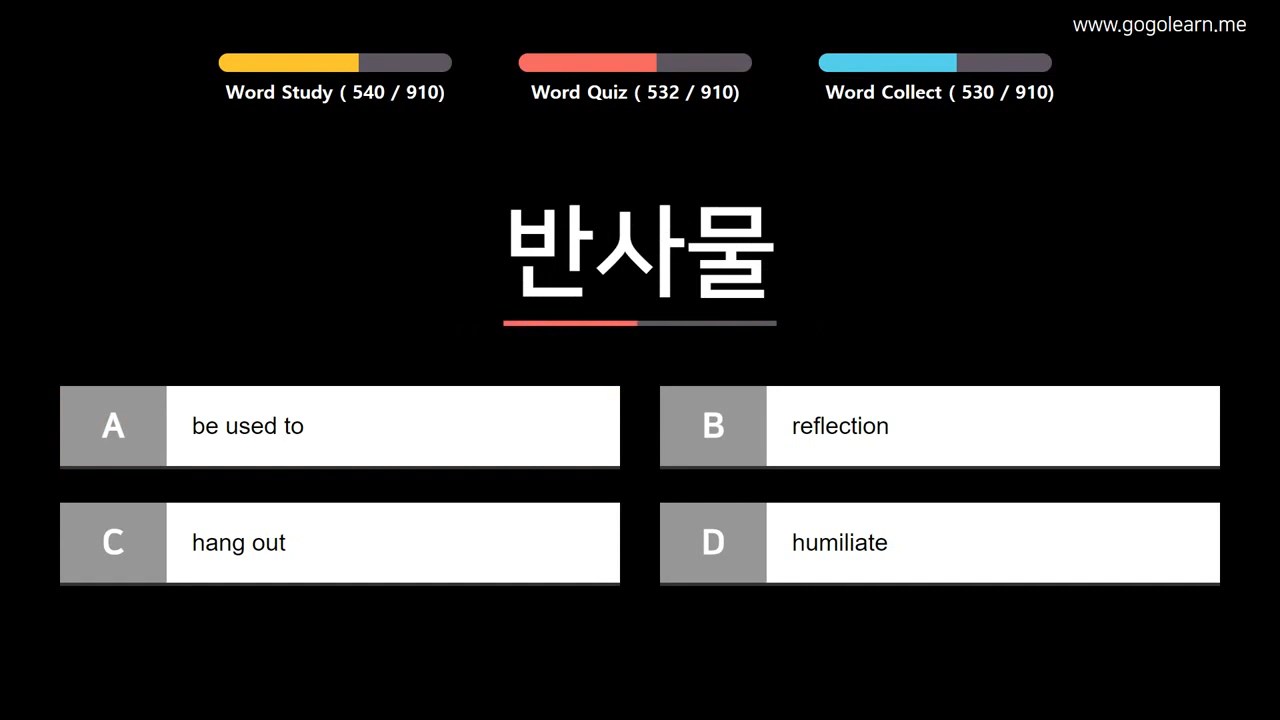 www.gogolearn.me
Word Study ( 540 / 910)
Word Quiz ( 532 / 910)
Word Collect ( 530 / 910)
반사물
A be used to
B reflection
C hang out
D humiliate